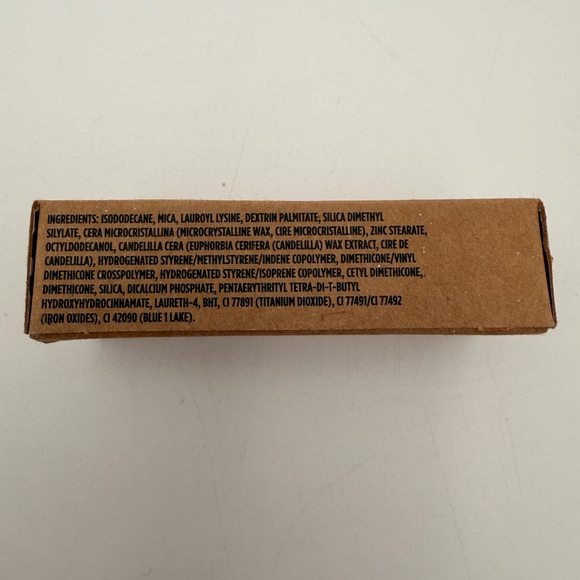 INGREDIENTS: ISODODECANE, MICA, LAUROYL LYSINE, DEXTRIN PALMITATE, SILICA DIMETHYL
SILYLATE, CERA MICROCRISTALLINA (MICROCRYSTALLINE WAX, CIRE MICROCRISTALLINE), ZINC STEARATE,
OCTYLDODECANOL, CANDELILLA CERA (EUPHORBIA CERIFERA (CANDELILLA) WAX EXTRACT, CIRE DE
CANDELILLA), HYDROGENATED STYRENE/METHYLSTYRENE/INDENE COPOLYMER, DIMETHICONE/VINYL
DIMETHICONE CROSSPOLYMER, HYDROGENATED STYRENE/ISOPRENE COPOLYMER, CETYL DIMETHICONE,
DIMETHICONE, SILICA, DICALCIUM PHOSPHATE, PENTAERYTHRITYL TETRA-DI-T-BUTYL
HYDROXYHYDROCINNAMATE, LAURETH-4, BHT, CI 77891 (TITANIUM DIOXIDE), CI 77491/CI 77492
(IRON OXIDES), CI 42090 (BLUE 1 LAKE).